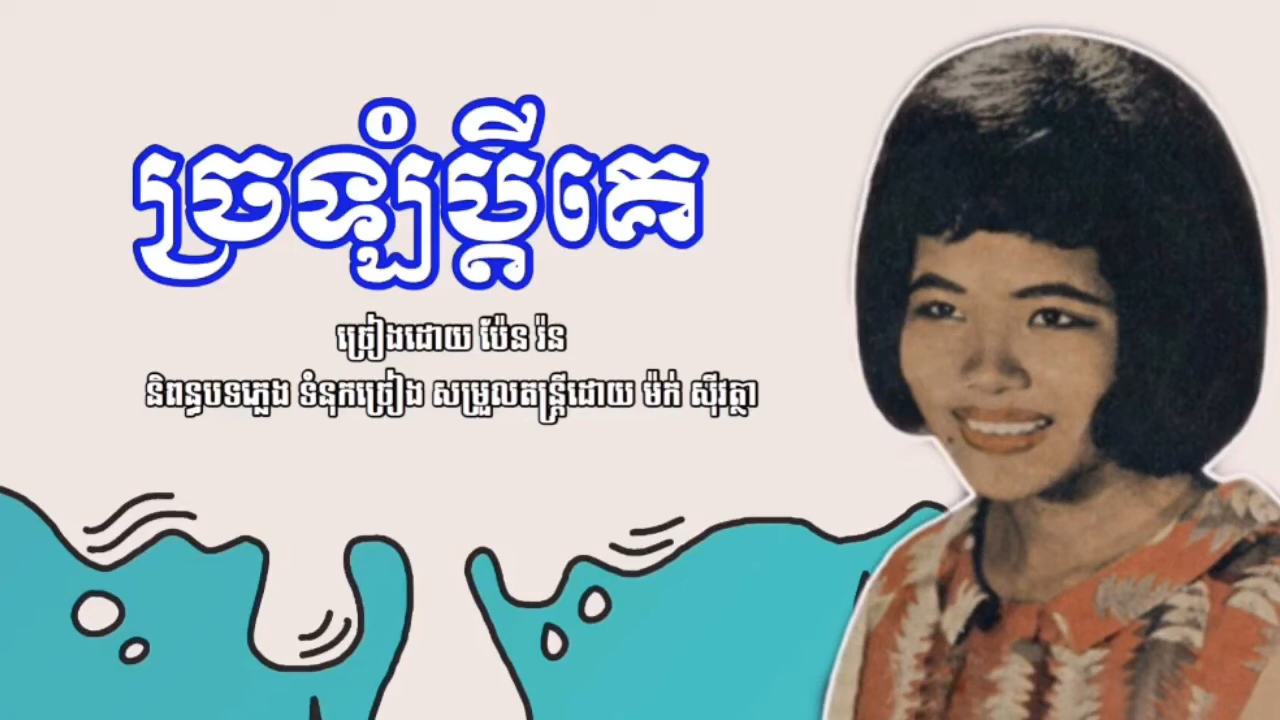 ច្រឡំប្ដីគេ
ច្រៀងដោយ ប៉ែន រ៉ន
និពន្ធបទភ្លេង ទំនុកច្រៀង សម្រួលតន្ត្រីដោយ ម៉ក់ ស៊ីវត្ថា